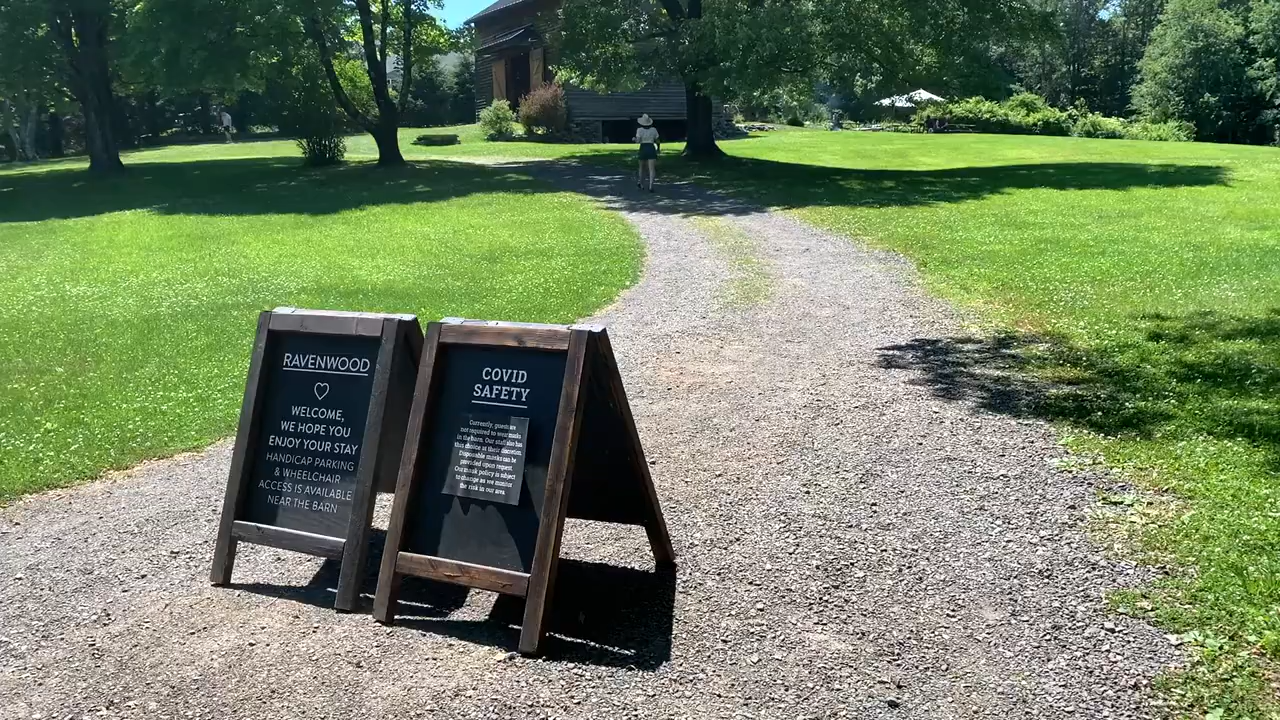 RAVENWOOD
WELCOME,
WE HOPE YOU
ENJOY YOUR STAY
HANDICAP PARKING
& WHEELCHAIR
ACCESS IS AVAILABLE
NEAR THE BARN
COVID
SAFETY
Currently, guests are
not required to wear masks
in the barn. Our staff also has
this choice at their discretion.
Disposable masks can be
provided upon request.
Our mask policy is subject
to change as we monitor
the risk in our area.